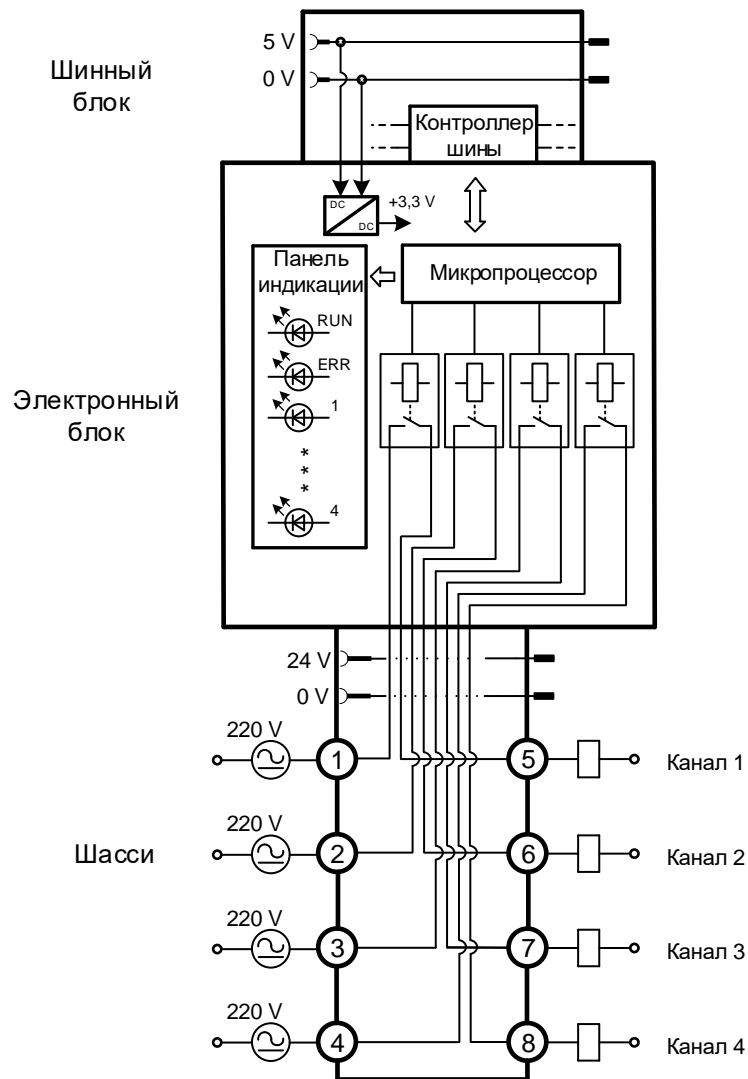 5 V
Шинный
блок
0 V
Контроллер
шины
DC
DC
+3,3 V
Панель
индикации
Микропроцессор
RUN
ERR
1
* * *
4
Электронный
блок
24 V
0 V
220 V
1
5
Канал 1
220 V
Шасси
2
6
Канал 2
220 V
3
7
Канал 3
220 V
4
8
Канал 4